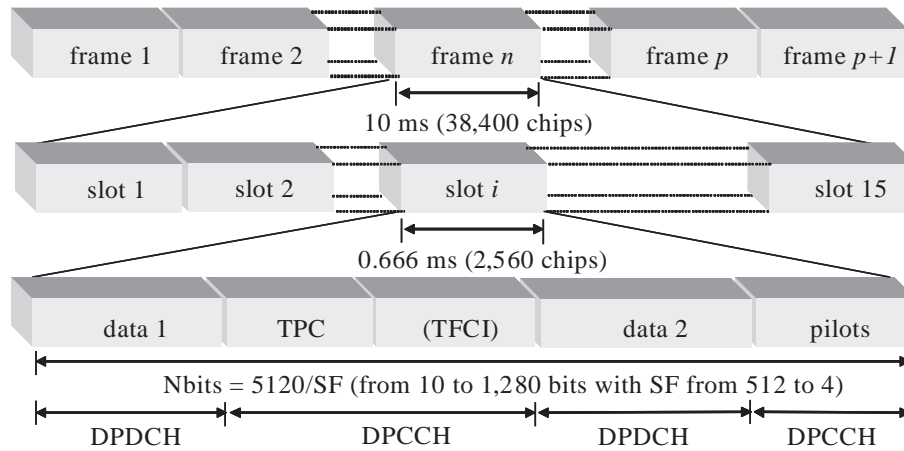 frame 1 frame 2 frame n frame p frame p+1
10 ms (38,400 chips)
slot 1 slot 2 slot i slot 15
0.666 ms (2,560 chips)
data 1 TPC (TFCI) data 2 pilots
Nbits = 5120/SF (from 10 to 1,280 bits with SF from 512 to 4)
DPDCH DPCCH DPDCH DPCCH